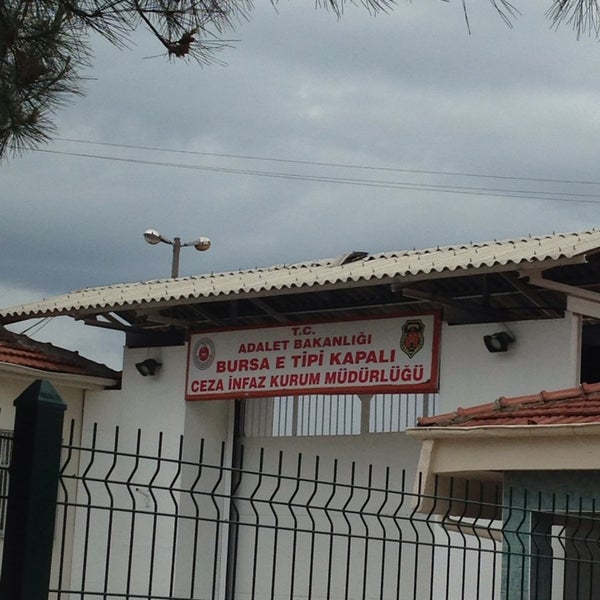 T.C.
ADALET BAKANLIĞI
BURSA E TİPİ KAPALI
CEZA İNFAZ KURUM MÜDÜRLÜĞÜ